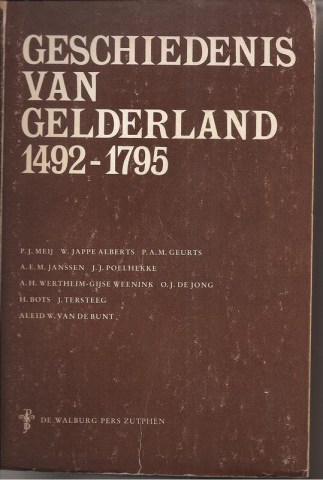 GESCHIEDENIS
VAN
GELDERLAND
1492-1795
P. J. MEIJ W. JAPPE ALBERTS P. A. M. GEURTS
A. E. M. JANSSEN J. J. POELHEKKE
A. H. WERTHEIM-GIJSE WEENINK O. J. DE JONG
H. BOTS J. TERSTEEG
ALEID W. VAN DE BUNT
DE WALBURG PERS ZUTPHEN